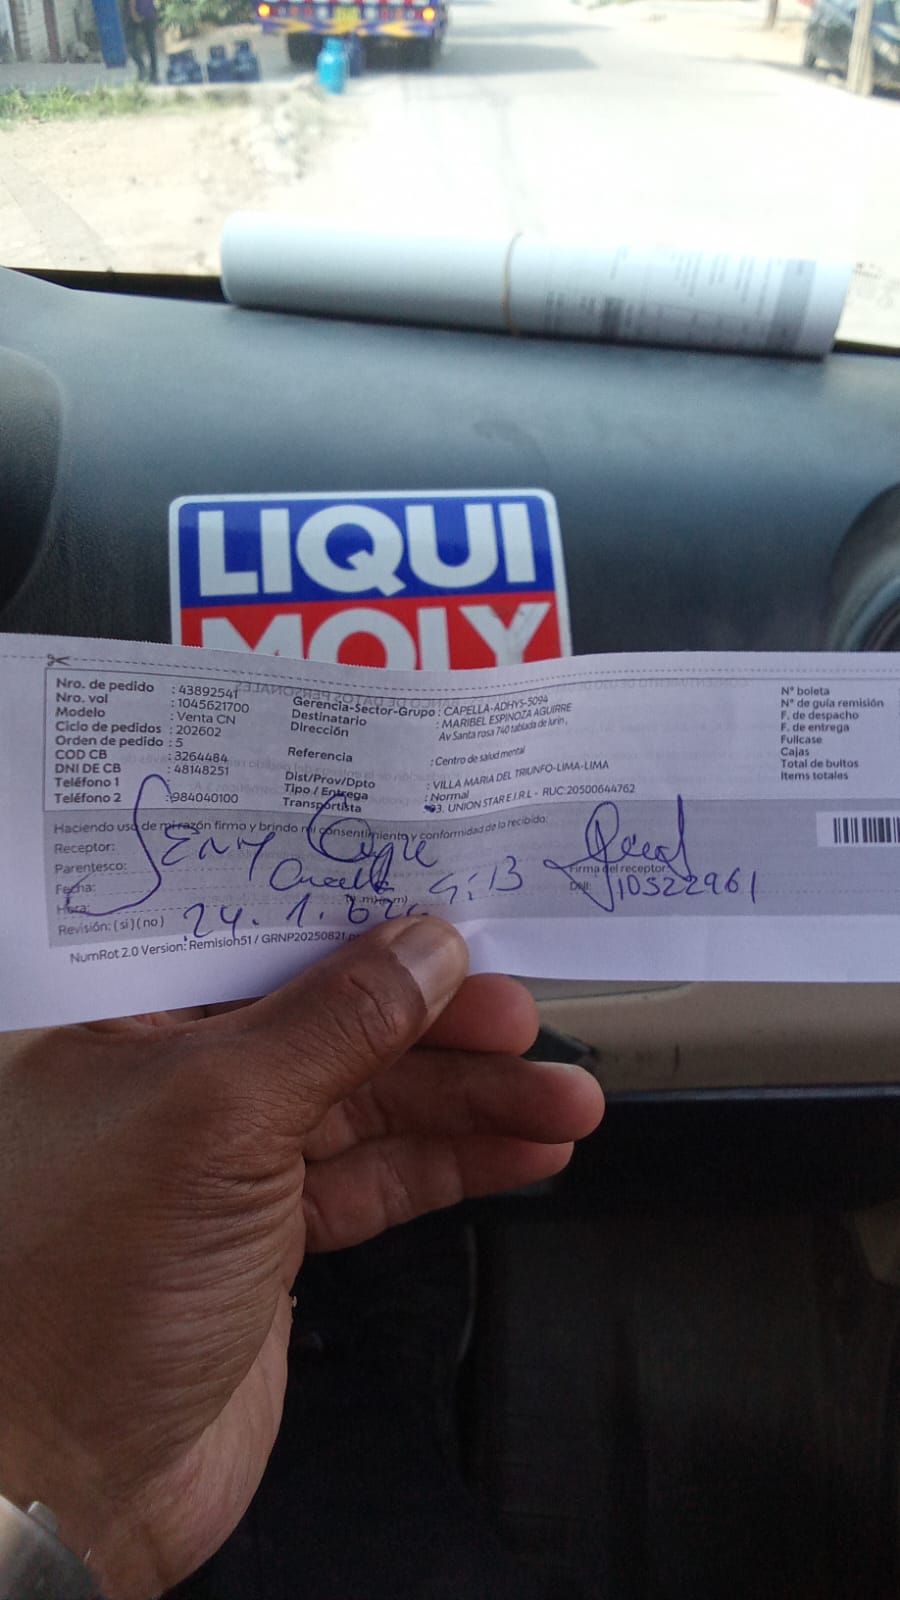 LIQUI
MOLY
Nro. de pedido : 43892541
Nro. vol : 1045621700
Modelo : Venta CN
Ciclo de pedidos : 202602
Orden de pedido : 5
COD CB : 3264484
DNI DE CB : 48148251
Teléfono 1
Teléfono 2 : 984040100
Gerencia-Sector-Grupo : CAPELLA-ADHYS-5094
Destinatario : MARIBEL ESPINOZA AGUIRRE
Dirección Av Santa rosa 740 tablada de lurin,
Referencia : Centro de salud mental
Dist/Prov/Dpto : VILLA MARIA DEL TRIUNFO-LIMA-LIMA
Tipo / Entrega : Normal
Transportista 93. UNION STAR E.I.R.L - RUC:20500644762
N° boleta
N° de guía remisión
F. de despacho
F. de entrega
Fullcase
Cajas
Total de bultos
Items totales
Haciendo uso de mi razón firmo y brindo mi consentimiento y conformidad de lo recibido.
Receptor:
Parentesco:
Fecha: 24.1.
Hora:
Firma del receptor:
DNI: 10522961
Revisión: ( si ) ( no )
NumRot 2.0 Version: Remision51 / GRNP20250821